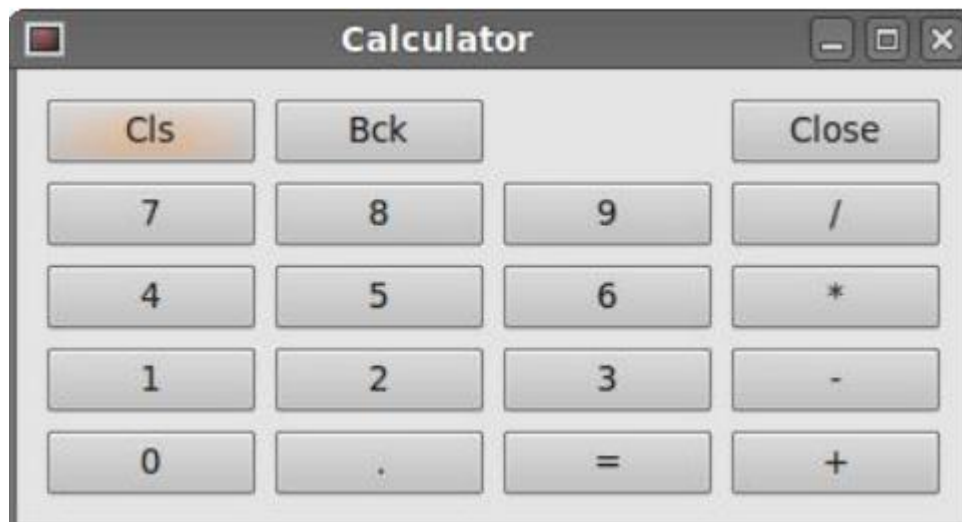 Calculator
Cls Bck Close
7 8 9 /
4 5 6 *
1 2 3 -
0 . = +